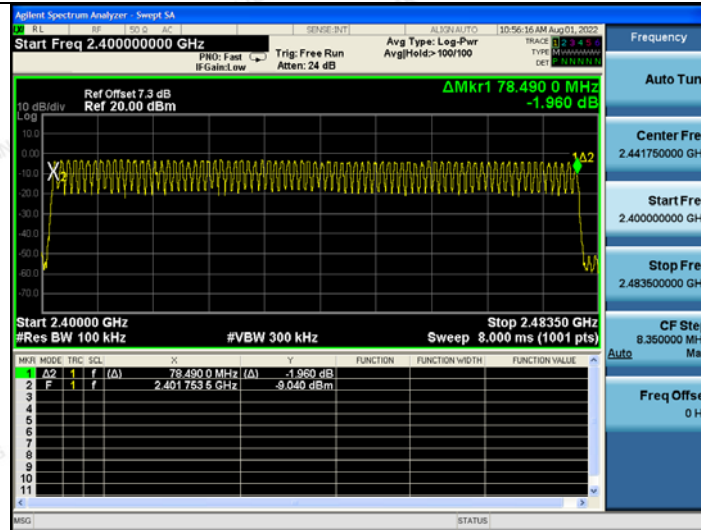 Agilent Spectrum Analyzer - Swept SA
RL RF 50 Ω AC SENSE:INT ALIGNAUTO 10:56:16 AM Aug 01, 2022
Start Freq 2.400000000 GHz
PNO: Fast
IFGain:Low
Trig: Free Run
Atten: 24 dB
Avg Type: Log-Pwr
Avg|Hold:>100/100
TRACE 1 2 3 4 5 6
TYPE
DET P N N N N N
ΔMkr1 78.490 0 MHz
-1.960 dB
Ref Offset 7.3 dB
10 dB/div Ref 20.00 dBm
Log
10.0
0.00
-10.0
-20.0
-30.0
-40.0
-50.0
-60.0
-70.0
X2
1Δ2
Start 2.40000 GHz Stop 2.48350 GHz
#Res BW 100 kHz #VBW 300 kHz Sweep 8.000 ms (1001 pts)
MKR MODE TRC SCL X Y FUNCTION FUNCTION WIDTH FUNCTION VALUE
1 Δ2 1 f (Δ) 78.490 0 MHz (Δ) -1.960 dB
2 F 1 f 2.401 753 5 GHz -9.040 dBm
3
4
5
6
7
8
9
10
11
MSG STATUS
Frequency
Auto Tun
Center Fre
2.441750000 GH
Start Fre
2.400000000 GH
Stop Fre
2.483500000 GH
CF Ste
8.350000 MH
Auto Ma
Freq Offse
0 H